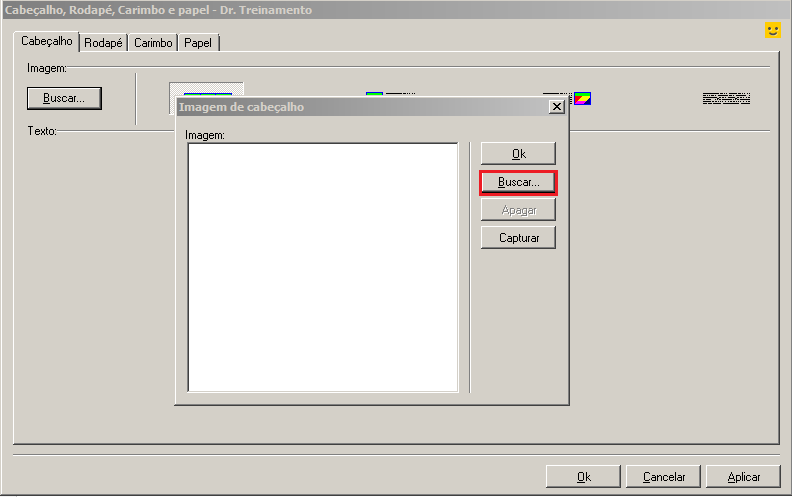 Cabeçalho, Rodapé, Carimbo e papel - Dr. Treinamento
Cabeçalho Rodapé Carimbo Papel
Imagem:
Buscar...
Texto:
Imagem de cabeçalho
Imagem:
Ok
Buscar...
Apagar
Capturar
Ok Cancelar Aplicar